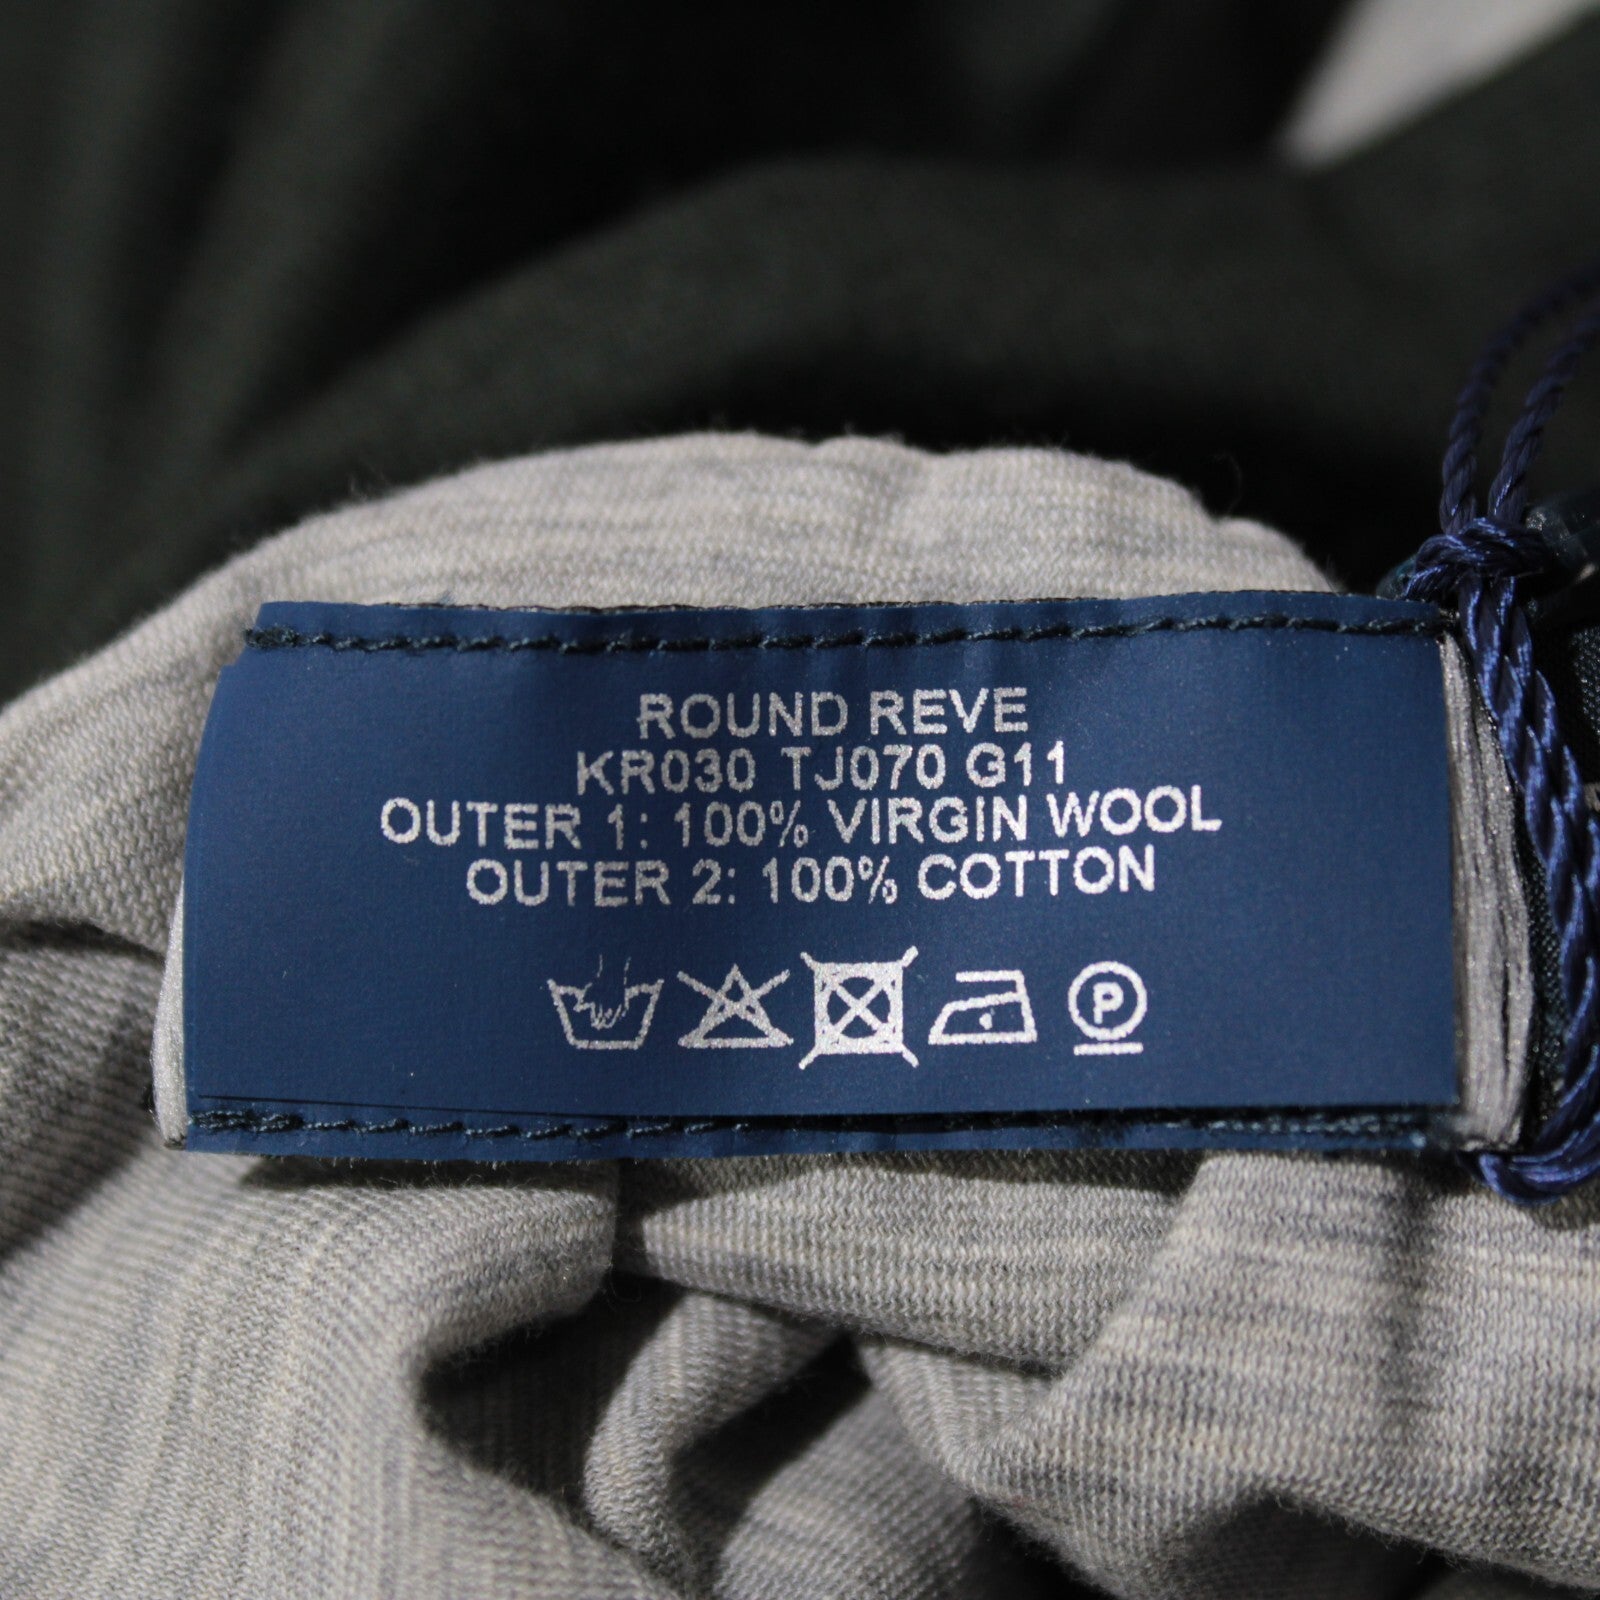 ROUND REVE
KR030 TJ070 G11
OUTER 1: 100% VIRGIN WOOL
OUTER 2: 100% COTTON
P